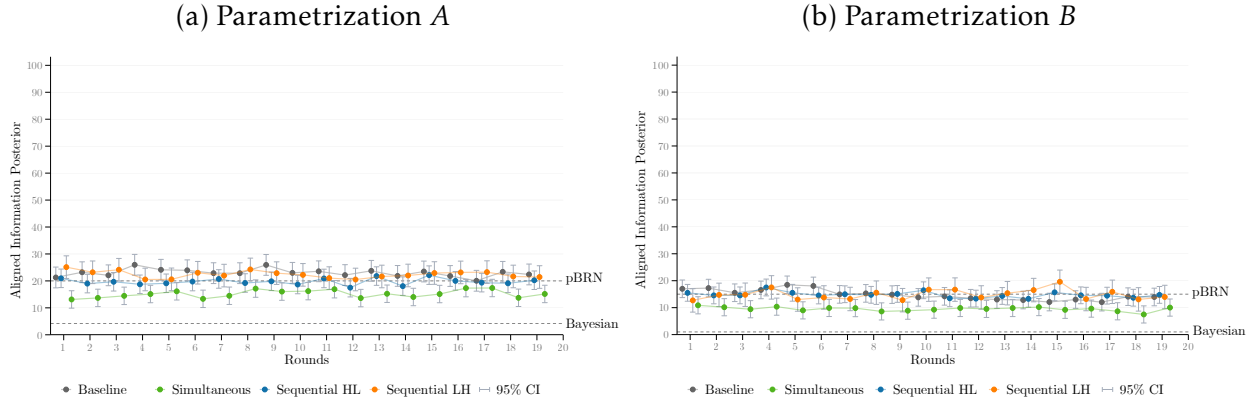 (a) Parametrization A
(b) Parametrization B
Aligned Information Posterior
100
90
80
70
60
50
40
30
20
10
0
pBRN
Bayesian
1 2 3 4 5 6 7 8 9 10 11 12 13 14 15 16 17 18 19 20
Rounds
Baseline Simultaneous Sequential HL Sequential LH 95% CI
Aligned Information Posterior
100
90
80
70
60
50
40
30
20
10
0
pBRN
Bayesian
1 2 3 4 5 6 7 8 9 10 11 12 13 14 15 16 17 18 19 20
Rounds
Baseline Simultaneous Sequential HL Sequential LH 95% CI